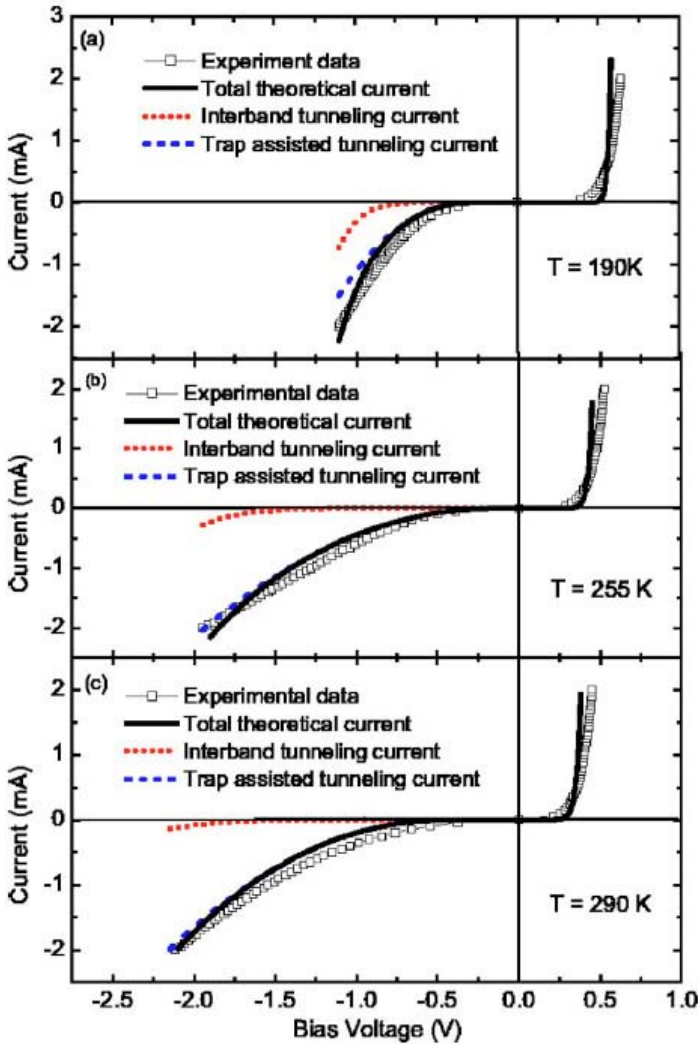 (a)
Experiment data
Total theoretical current
Interband tunneling current
Trap assisted tunneling current
T = 190K
Current (mA)
3
2
1
0
-1
-2
(b)
Experimental data
Total theoretical current
Interband tunneling current
Trap assisted tunneling current
T = 255 K
Current (mA)
2
1
0
-1
-2
(c)
Experimental data
Total theoretical current
Interband tunneling current
Trap assisted tunneling current
T = 290 K
Current (mA)
2
1
0
-1
-2
-2.5 -2.0 -1.5 -1.0 -0.5 0.0 0.5 1.0
Bias Voltage (V)